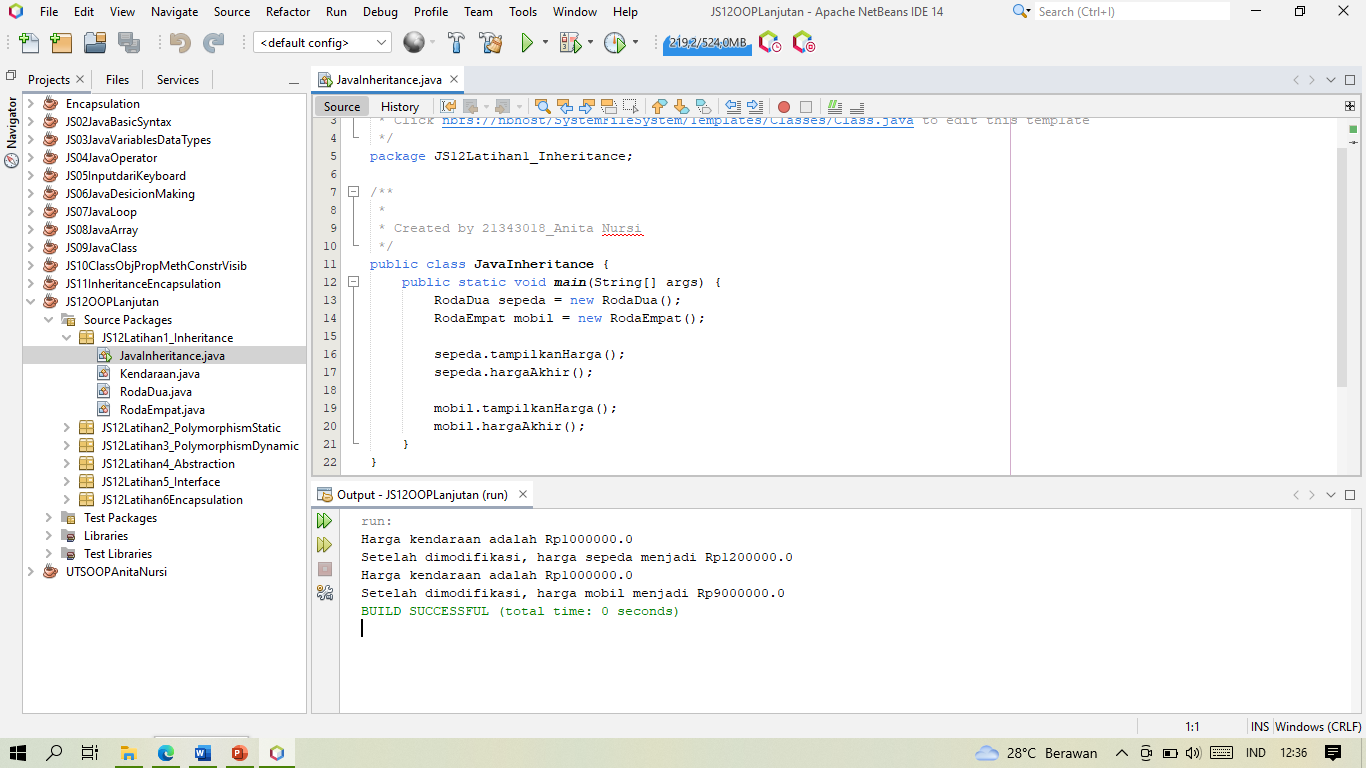 File Edit View Navigate Source Refactor Run Debug Profile Team Tools Window Help JS12OOPLanjutan - Apache NetBeans IDE 14 Search (Ctrl+I)
<default config> 219,2/524,0MB
Projects Files Services
Navigator
Encapsulation
JS02JavaBasicSyntax
JS03JavaVariablesDataTypes
JS04JavaOperator
JS05InputdariKeyboard
JS06JavaDesicionMaking
JS07JavaLoop
JS08JavaArray
JS09JavaClass
JS10ClassObjPropMethConstrVisib
JS11InheritanceEncapsulation
JS12OOPLanjutan
Source Packages
JS12Latihan1_Inheritance
JavaInheritance.java
Kendaraan.java
RodaDua.java
RodaEmpat.java
JS12Latihan2_PolymorphismStatic
JS12Latihan3_PolymorphismDynamic
JS12Latihan4_Abstraction
JS12Latihan5_Interface
JS12Latihan6Encapsulation
Test Packages
Libraries
Test Libraries
UTSOOPAnitaNursi
JavaInheritance.java
Source History
3 * Click nbfs://nbhost/SystemFileSystem/Templates/Classes/Class.java to edit this template
4 */
5 package JS12Latihan1_Inheritance;
6
7 /**
8 *
9 * Created by 21343018_Anita Nursi
10 */
11 public class JavaInheritance {
12 public static void main(String[] args) {
13 RodaDua sepeda = new RodaDua();
14 RodaEmpat mobil = new RodaEmpat();
15
16 sepeda.tampilkanHarga();
17 sepeda.hargaAkhir();
18
19 mobil.tampilkanHarga();
20 mobil.hargaAkhir();
21 }
22 }
Output - JS12OOPLanjutan (run)
run:
Harga kendaraan adalah Rp1000000.0
Setelah dimodifikasi, harga sepeda menjadi Rp1200000.0
Harga kendaraan adalah Rp1000000.0
Setelah dimodifikasi, harga mobil menjadi Rp9000000.0
BUILD SUCCESSFUL (total time: 0 seconds)
1:1 INS Windows (CRLF)
28°C Berawan IND 12:36